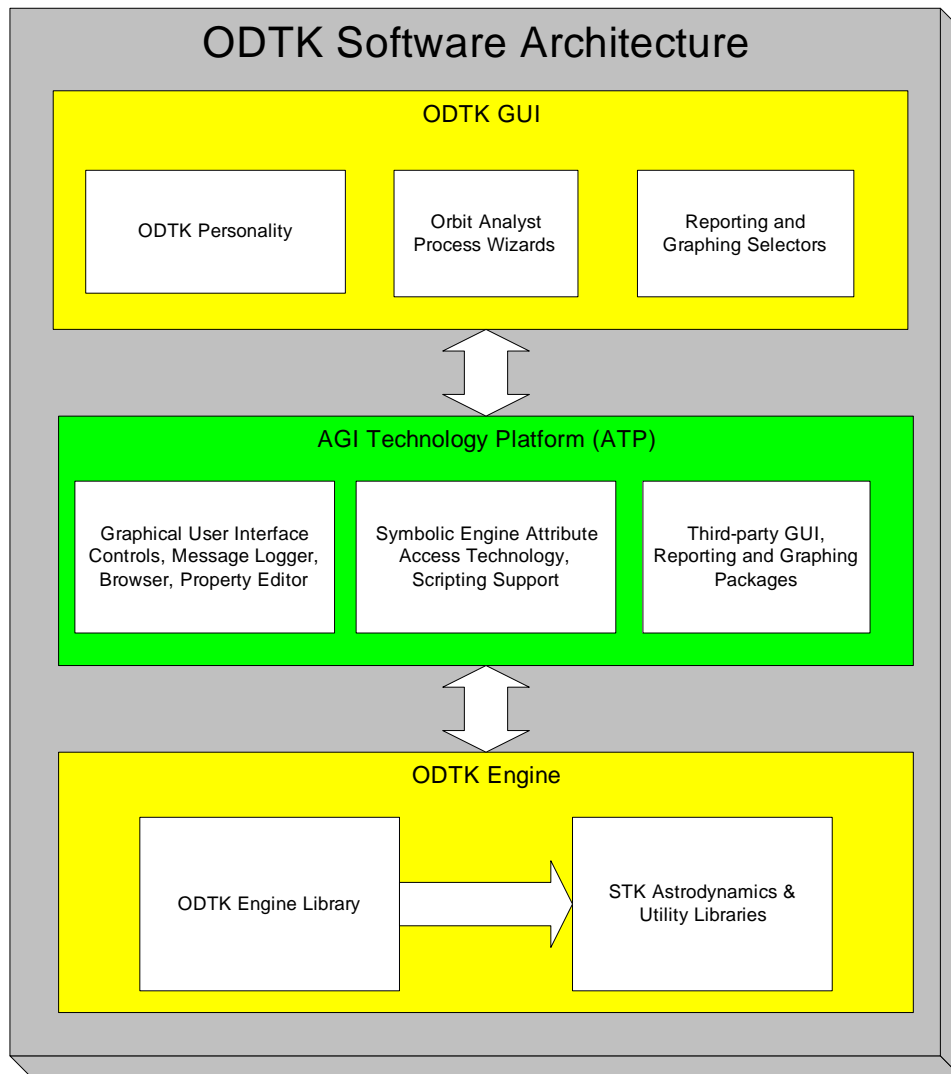 ODTK Software Architecture
ODTK GUI
ODTK Personality
Orbit Analyst
Process Wizards
Reporting and
Graphing Selectors
AGI Technology Platform (ATP)
Graphical User Interface
Controls, Message Logger,
Browser, Property Editor
Symbolic Engine Attribute
Access Technology,
Scripting Support
Third-party GUI,
Reporting and Graphing
Packages
ODTK Engine
ODTK Engine Library
STK Astrodynamics &
Utility Libraries